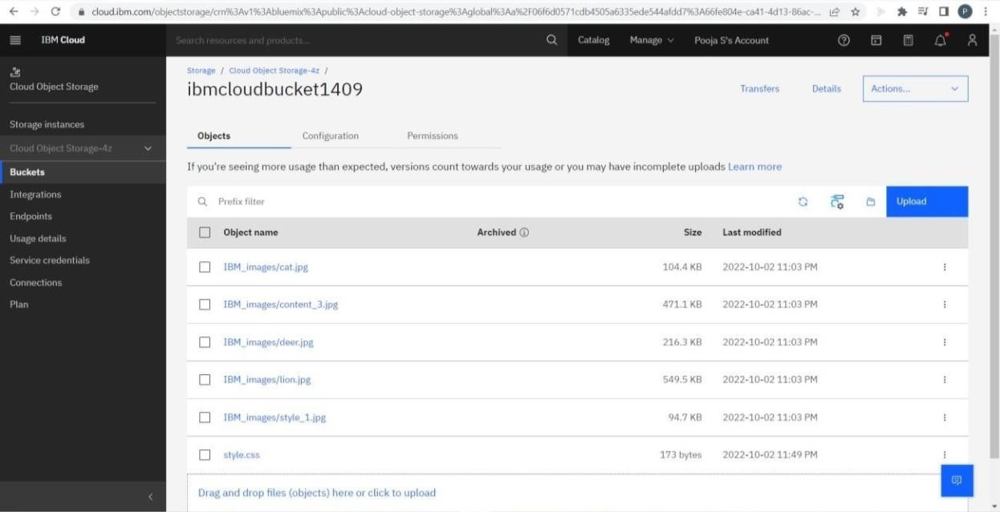 cloud.ibm.com/objectstorage/crn%3Av1%3Abluemix%3Apublic%3Acloud-object-storage%3Aglobal%3Aa%2F06f6d0571cdb4505a6335ede544afdd7%3A66fe804e-ca41-4d13-86ac-... P
IBM Cloud Search resources and products... Catalog Manage Pooja S's Account
Cloud Object Storage
Storage instances
Cloud Object Storage-4z
Buckets
Integrations
Endpoints
Usage details
Service credentials
Connections
Plan
Storage / Cloud Object Storage-4z /
ibmcloudbucket1409
Transfers Details Actions...
Objects Configuration Permissions
If you're seeing more usage than expected, versions count towards your usage or you may have incomplete uploads Learn more
Prefix filter Upload
Object name Archived Size Last modified
IBM_images/cat.jpg 104.4 KB 2022-10-02 11:03 PM
IBM_images/content_3.jpg 471.1 KB 2022-10-02 11:03 PM
IBM_images/deer.jpg 216.3 KB 2022-10-02 11:03 PM
IBM_images/lion.jpg 549.5 KB 2022-10-02 11:03 PM
IBM_images/style_1.jpg 94.7 KB 2022-10-02 11:03 PM
style.css 173 bytes 2022-10-02 11:49 PM
Drag and drop files (objects) here or click to upload